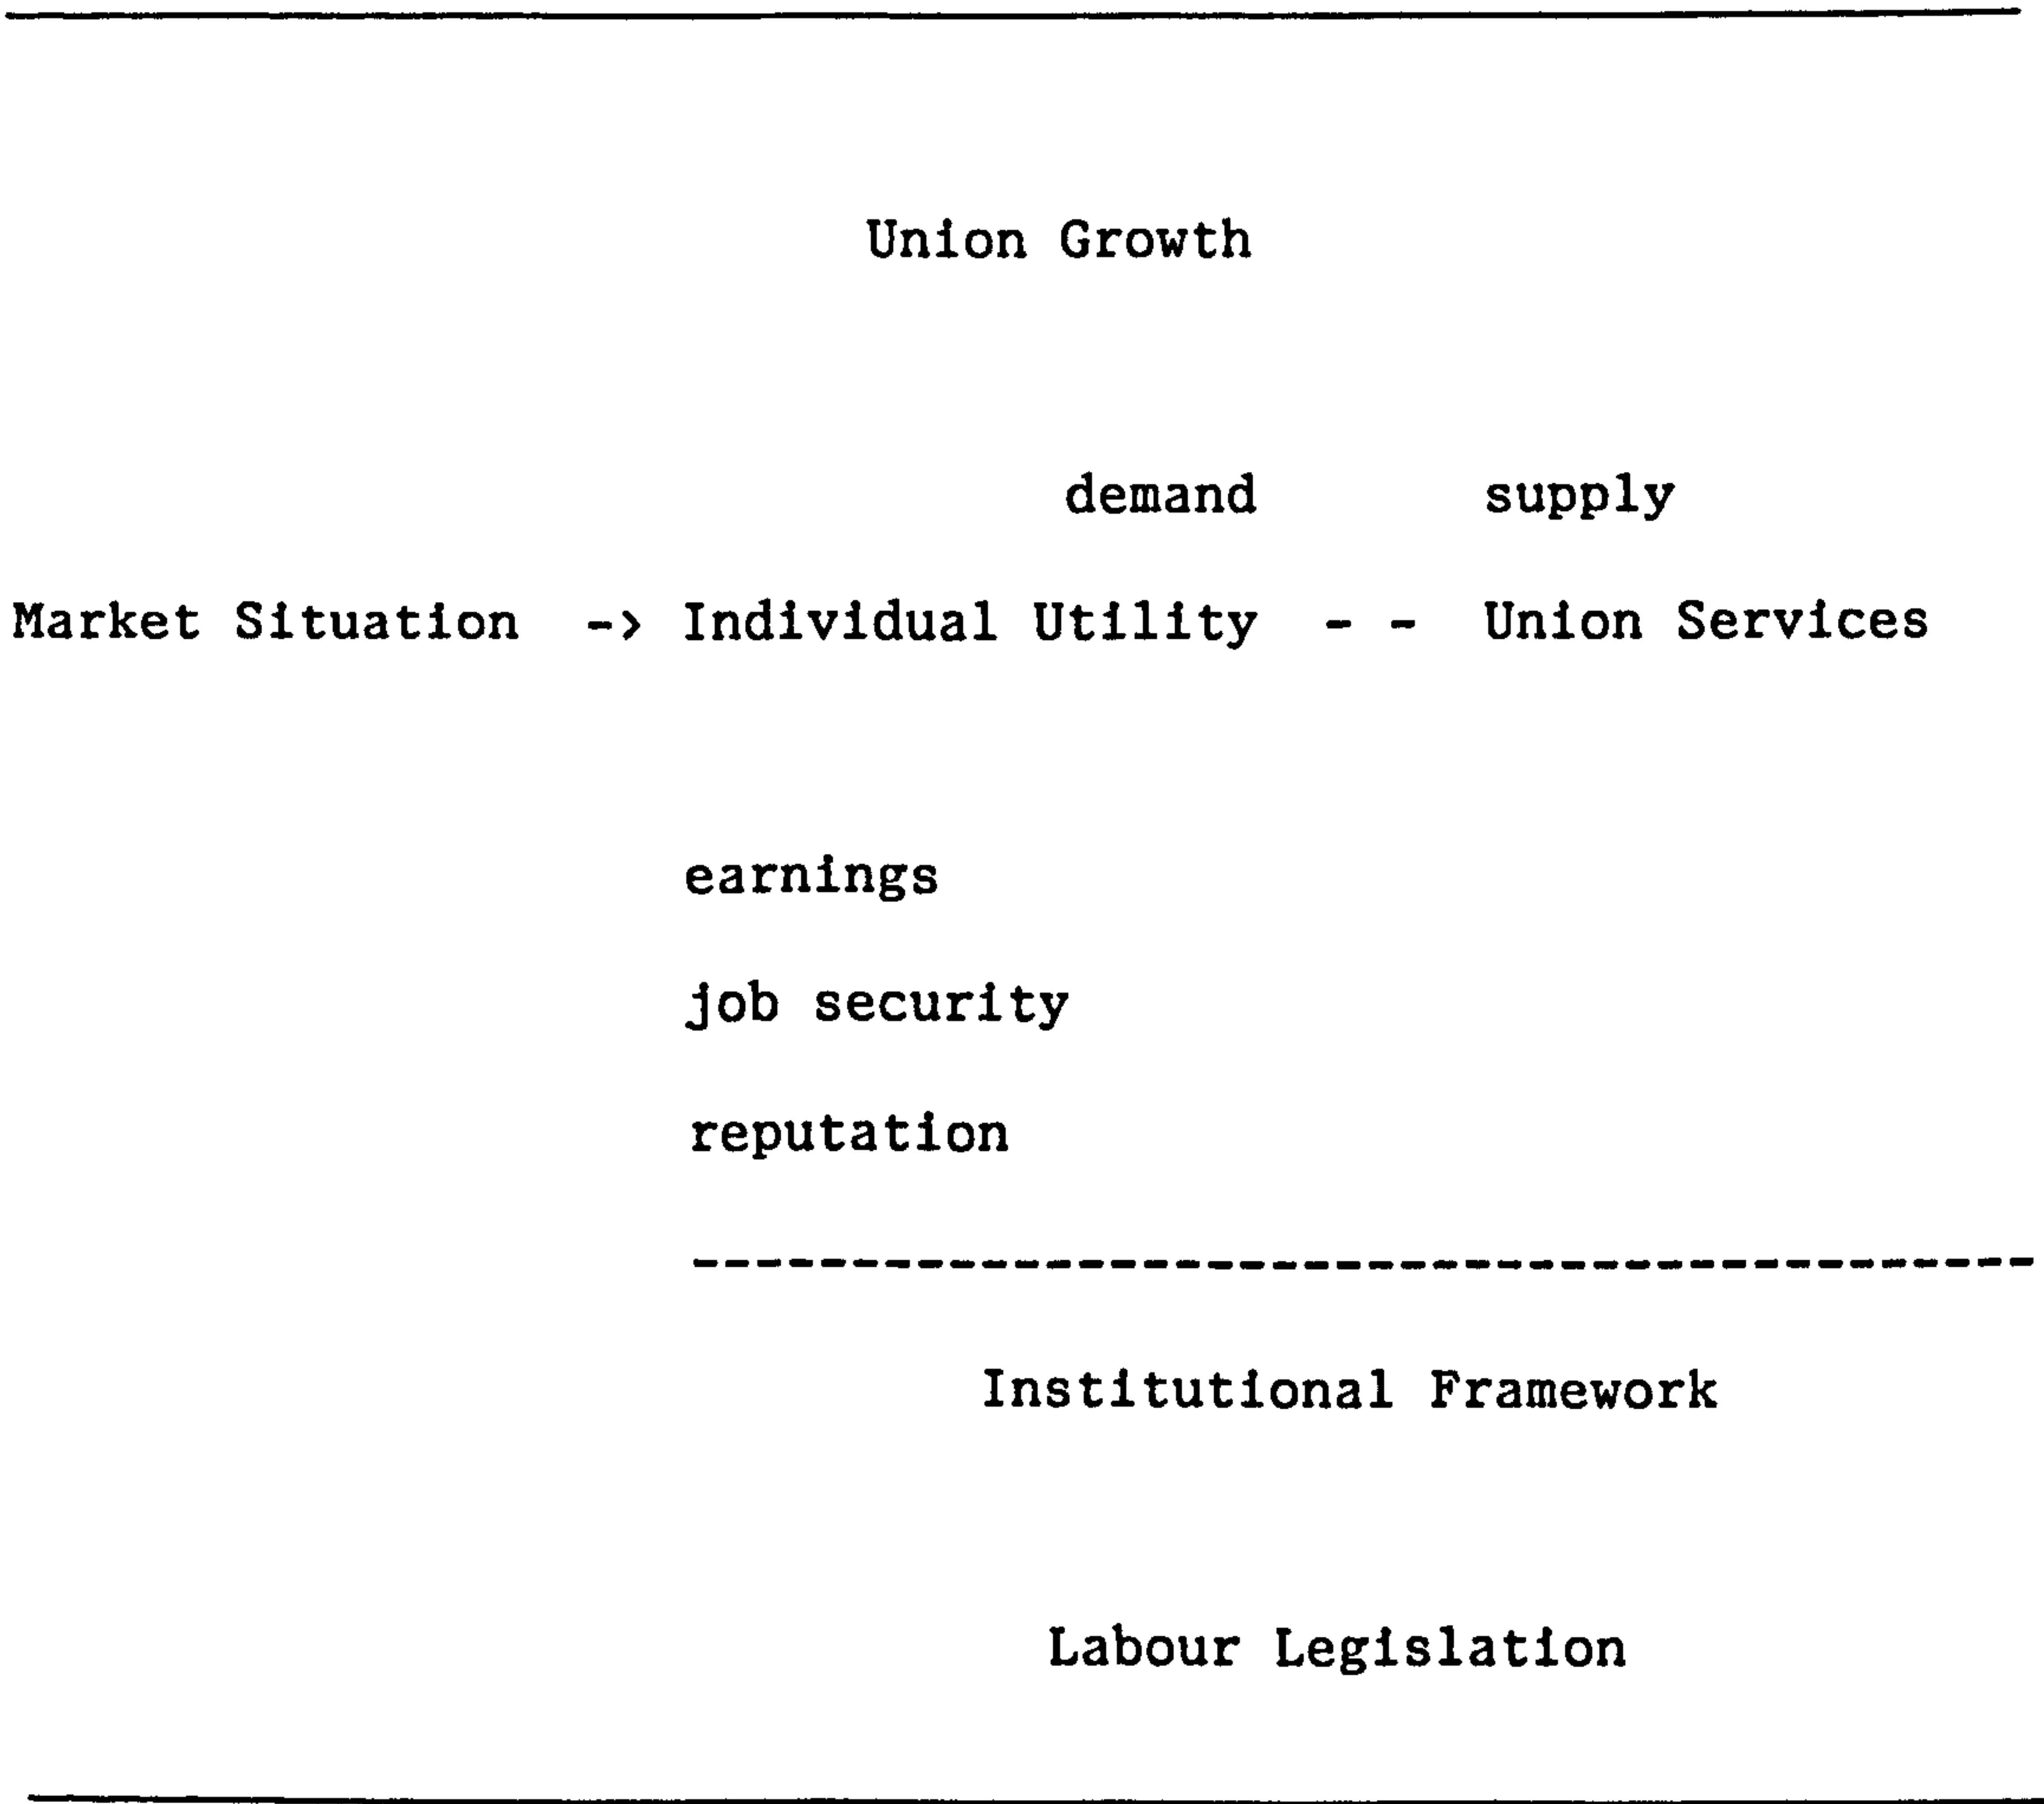 Union Growth
demand supply
Market Situation -> Individual Utility - - Union Services
earnings
job security
reputation
------------------------------------------
Institutional Framework
Labour Legislation